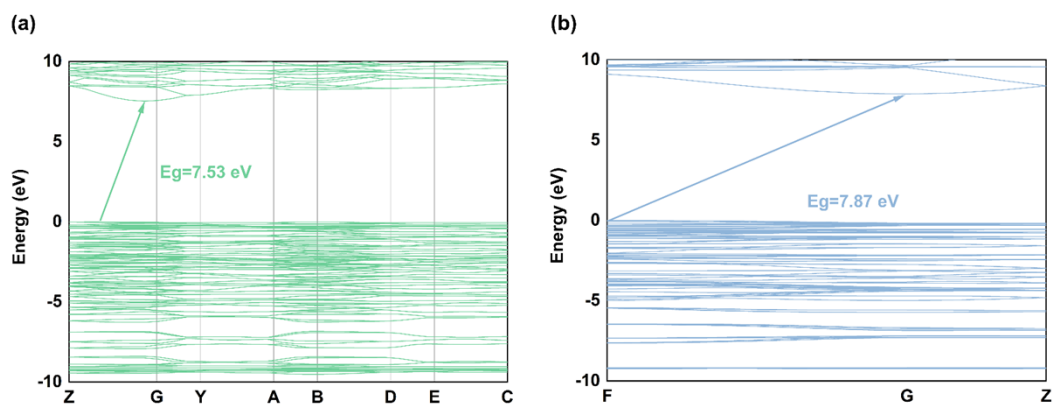 (a)
10
5
0
-5
-10
Energy (eV)
Eg=7.53 eV
Z G Y A B D E C
(b)
10
5
0
-5
-10
Energy (eV)
Eg=7.87 eV
F G Z